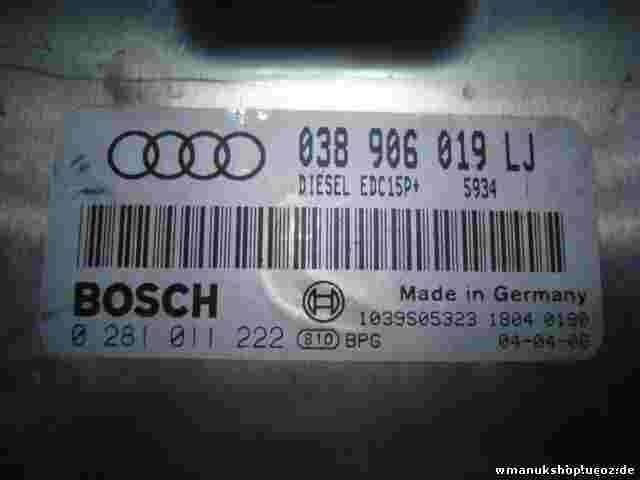 038 906 019 LJ
DIESEL EDC15P+ 5934
BOSCH
Made in Germany
1039S05323 1804 0190
0 281 011 222 810 BPG
04-04-06
wmanukshop.ucoz.de